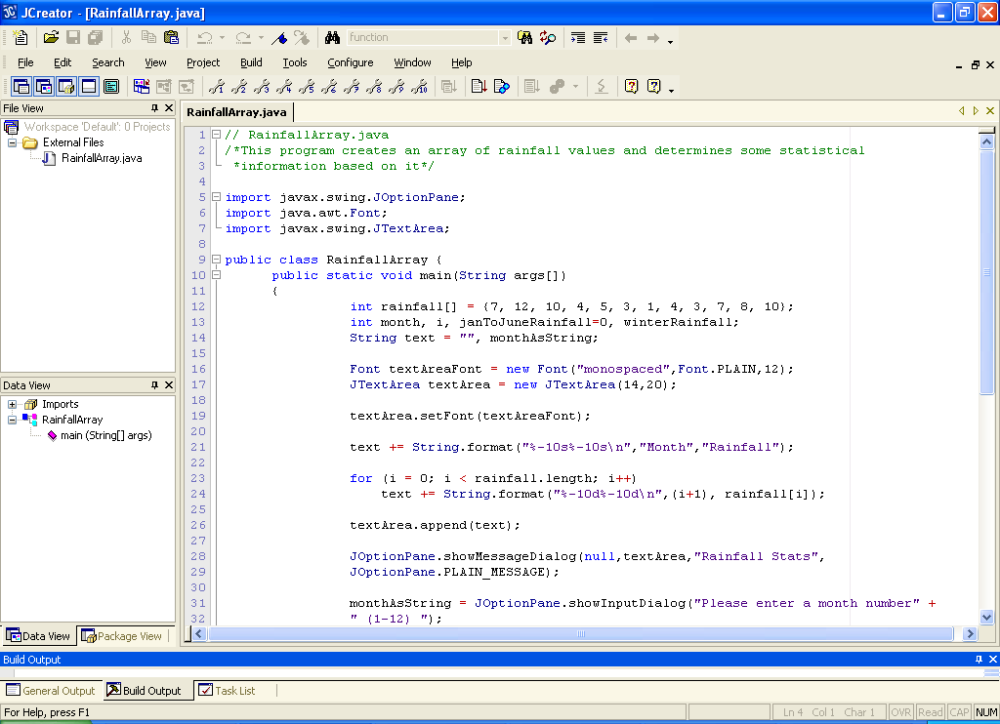 JCreator - [RainfallArray.java]
function
File Edit Search View Project Build Tools Configure Window Help
1 2 3 4 5 6 7 8 9 10
File View
Workspace 'Default': 0 Projects
External Files
RainfallArray.java
Data View
Imports
RainfallArray
main (String[] args)
Data View Package View
RainfallArray.java
1 // RainfallArray.java
2 /*This program creates an array of rainfall values and determines some statistical
3 *information based on it*/
4
5 import javax.swing.JOptionPane;
6 import java.awt.Font;
7 import javax.swing.JTextArea;
8
9 public class RainfallArray {
10 public static void main(String args[])
11 {
12 int rainfall[] = {7, 12, 10, 4, 5, 3, 1, 4, 3, 7, 8, 10};
13 int month, i, janToJuneRainfall=0, winterRainfall;
14 String text = "", monthAsString;
15
16 Font textAreaFont = new Font("monospaced",Font.PLAIN,12);
17 JTextArea textArea = new JTextArea(14,20);
18
19 textArea.setFont(textAreaFont);
20
21 text += String.format("%-10s%-10s\n","Month","Rainfall");
22
23 for (i = 0; i < rainfall.length; i++)
24 text += String.format("%-10d%-10d\n",(i+1), rainfall[i]);
25
26 textArea.append(text);
27
28 JOptionPane.showMessageDialog(null,textArea,"Rainfall Stats",
29 JOptionPane.PLAIN_MESSAGE);
30
31 monthAsString = JOptionPane.showInputDialog("Please enter a month number" +
32 " (1-12) ");
Build Output
General Output Build Output Task List
For Help, press F1
Ln 4 Col 1 Char 1 OVR Read CAP NUM